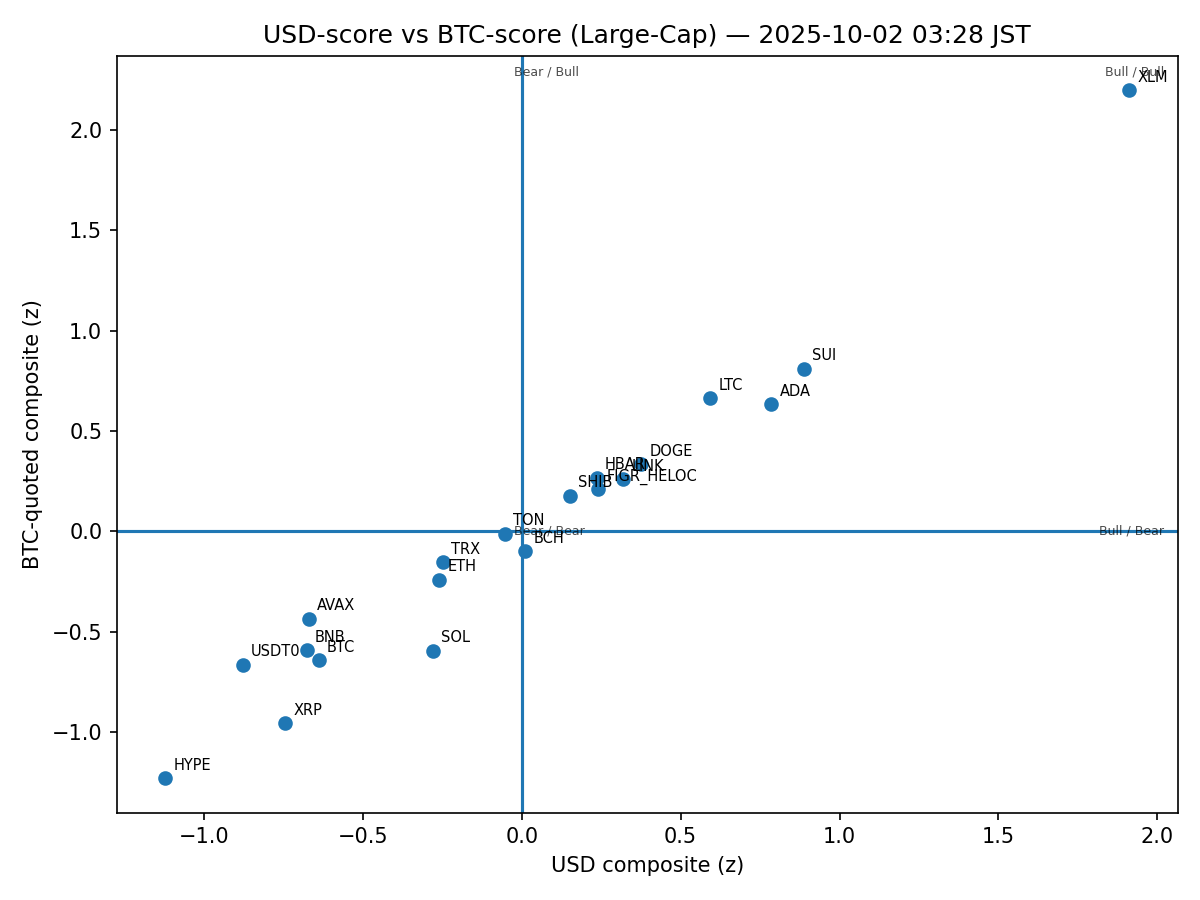 USD-score vs BTC-score (Large-Cap) — 2025-10-02 03:28 JST
Bear / Bull
Bull / Bull
XLM
2.0
1.5
1.0
SUI
LTC
ADA
0.5
DOGE
HBAR
LINK
FIGR_HELOC
SHIB
TON
0.0
Bear / Bear
Bull / Bear
BCH
TRX
ETH
AVAX
−0.5
BNB
SOL
BTC
USDT0
XRP
−1.0
HYPE
BTC-quoted composite (z)
−1.0
−0.5
0.0
0.5
1.0
1.5
2.0
USD composite (z)